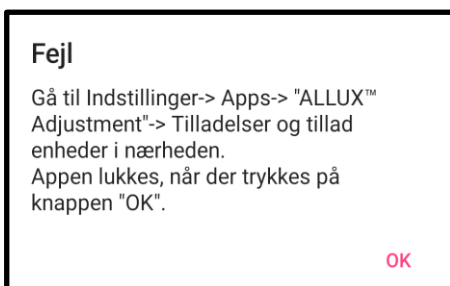 Fejl
Gå til Indstillinger-> Apps-> "ALLUX™
Adjustment"-> Tilladelser og tillad
enheder i nærheden.
Appen lukkes, når der trykkes på
knappen "OK".
OK